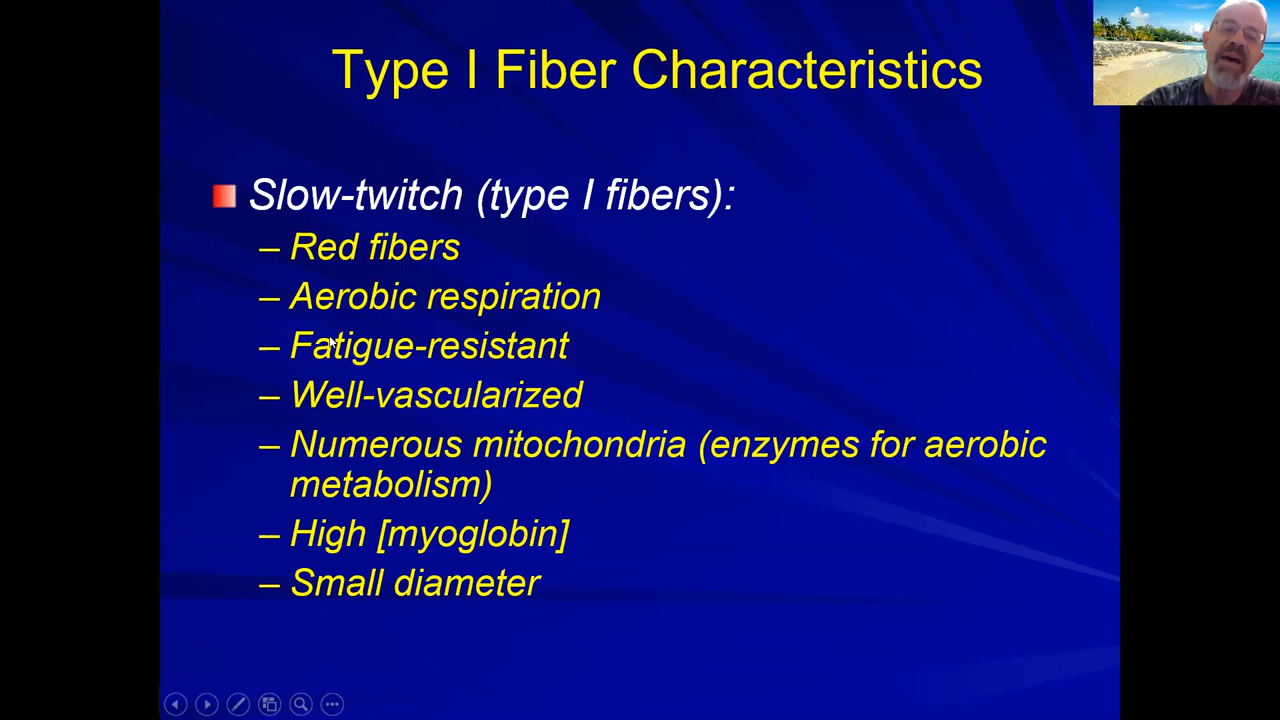 Type I Fiber Characteristics
Slow-twitch (type I fibers):
– Red fibers
– Aerobic respiration
– Fatigue-resistant
– Well-vascularized
– Numerous mitochondria (enzymes for aerobic
metabolism)
– High [myoglobin]
– Small diameter